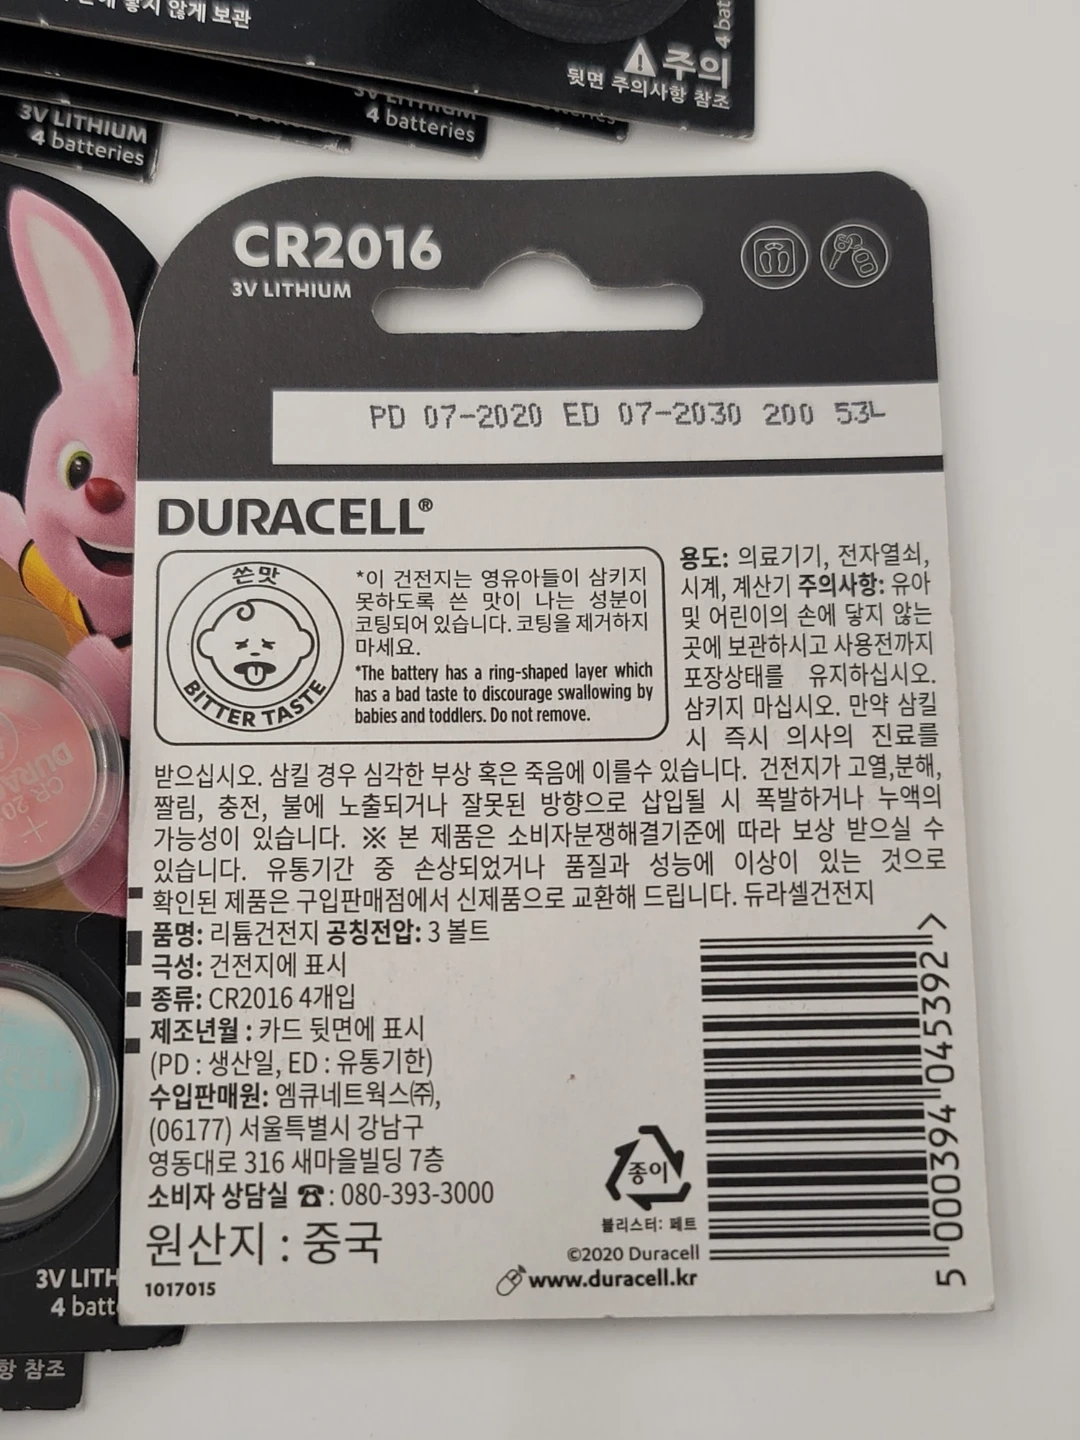 놓지 않게 보관
주의
뒷면 주의사항 참조
3V LITHIUM
4 batteries
3V LITHIUM
4 batteries
batteries
4 bat
CR2016
3V LITHIUM
PD 07-2020 ED 07-2030 200 53L
DURACELL®
쓴맛
BITTER TASTE
*이 건전지는 영유아들이 삼키지
못하도록 쓴 맛이 나는 성분이
코팅되어 있습니다. 코팅을 제거하지
마세요.
*The battery has a ring-shaped layer which
has a bad taste to discourage swallowing by
babies and toddlers. Do not remove.
용도: 의료기기, 전자열쇠,
시계, 계산기 주의사항: 유아
및 어린이의 손에 닿지 않는
곳에 보관하시고 사용전까지
포장상태를 유지하십시오.
삼키지 마십시오. 만약 삼킬
시 즉시 의사의 진료를
받으십시오. 삼킬 경우 심각한 부상 혹은 죽음에 이를수 있습니다. 건전지가 고열,분해,
짤림, 충전, 불에 노출되거나 잘못된 방향으로 삽입될 시 폭발하거나 누액의
가능성이 있습니다. ※ 본 제품은 소비자분쟁해결기준에 따라 보상 받으실 수
있습니다. 유통기간 중 손상되었거나 품질과 성능에 이상이 있는 것으로
확인된 제품은 구입판매점에서 신제품으로 교환해 드립니다. 듀라셀건전지
품명: 리튬건전지 공칭전압: 3 볼트
극성: 건전지에 표시
종류: CR2016 4개입
제조년월 : 카드 뒷면에 표시
(PD : 생산일, ED : 유통기한)
수입판매원: 엠큐네트웍스㈜,
(06177) 서울특별시 강남구
영동대로 316 새마을빌딩 7층
소비자 상담실 ☎ : 080-393-3000
원산지 : 중국
1017015
종이
블리스터: 페트
©2020 Duracell
www.duracell.kr
5 000394 045392 >
DURA
CR 20
3V LITH
4 batt
항 참조